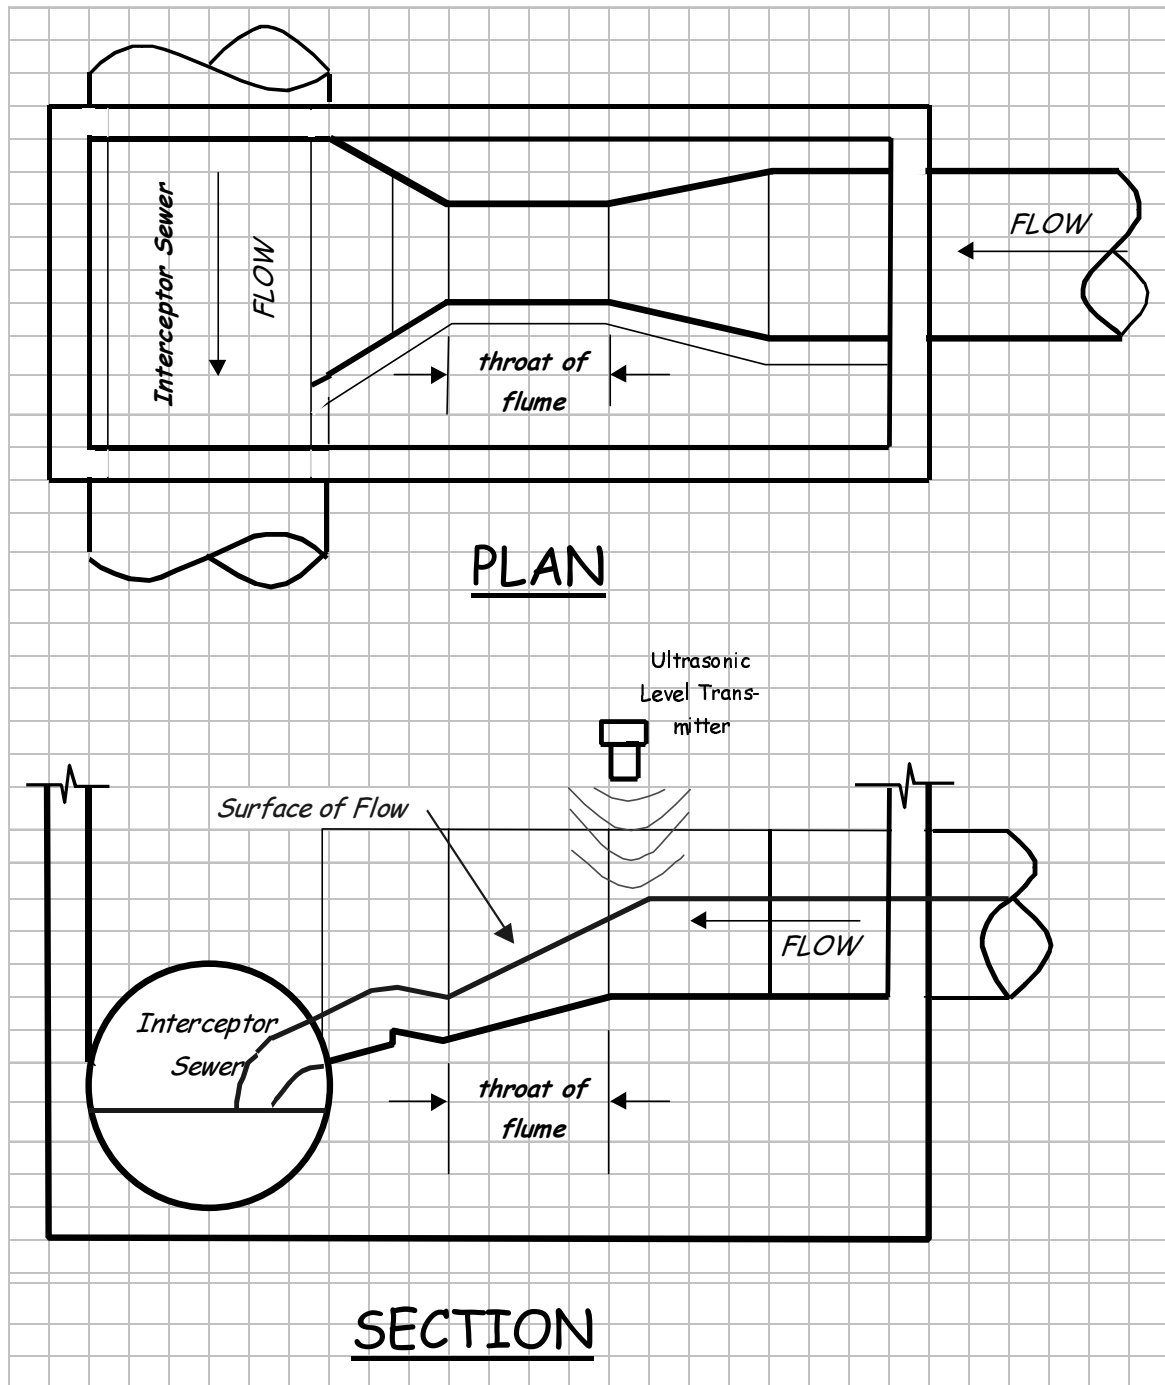 Interceptor Sewer
FLOW
FLOW
throat of
flume
PLAN
Ultrasonic
Level Trans-
mitter
Surface of Flow
FLOW
Interceptor
Sewer
throat of
flume
SECTION